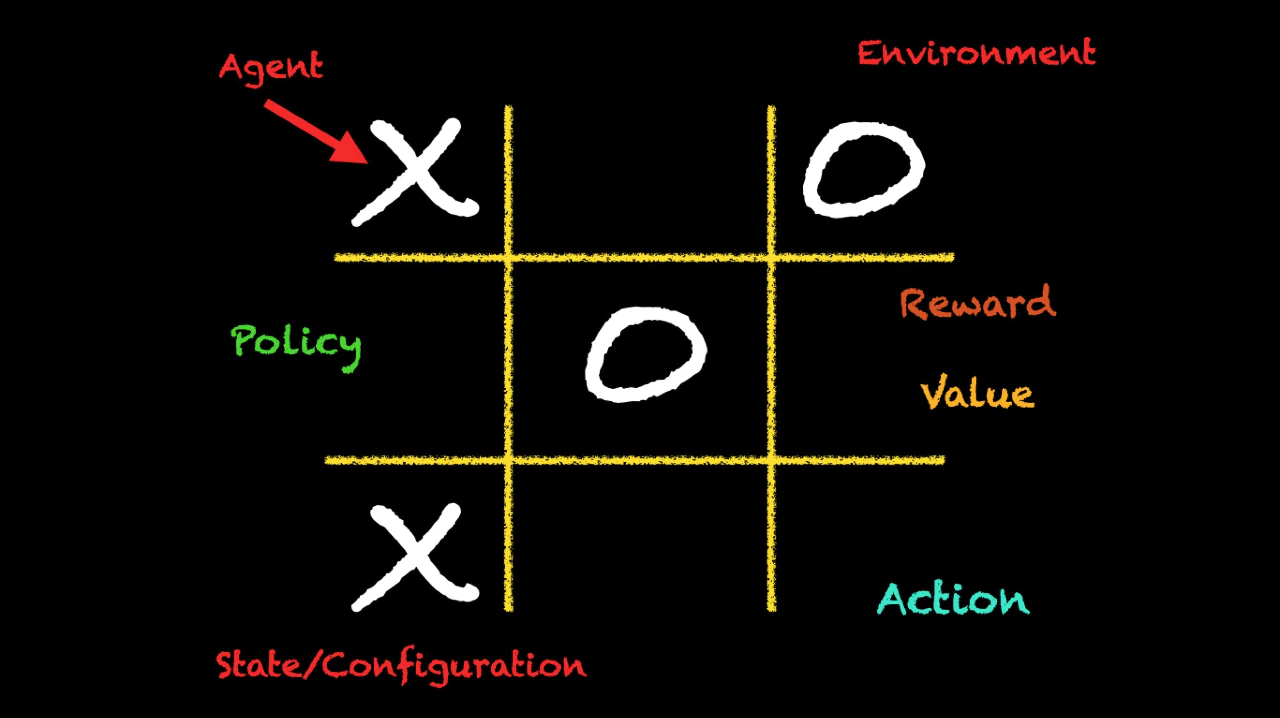 Agent
Environment
X
O
Policy
O
Reward
Value
X
Action
State/Configuration